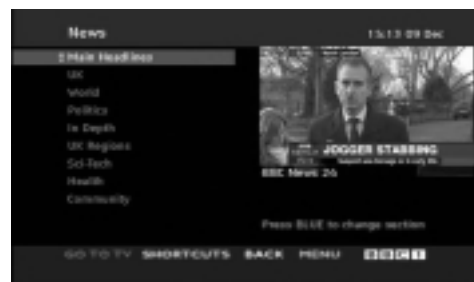 News 15:13 09 Dec
Main Headlines
UK
World
Politics
In Depth
UK Regions
Sci-Tech
Health
Community
JOGGER STABBING
BBC News 24
Press BLUE to change section
GO TO TV SHORTCUTS BACK MENU BBCi